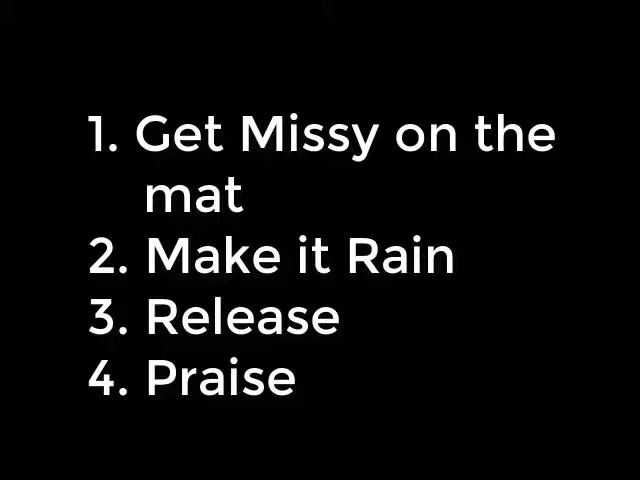 1. Get Missy on the
mat
2. Make it Rain
3. Release
4. Praise